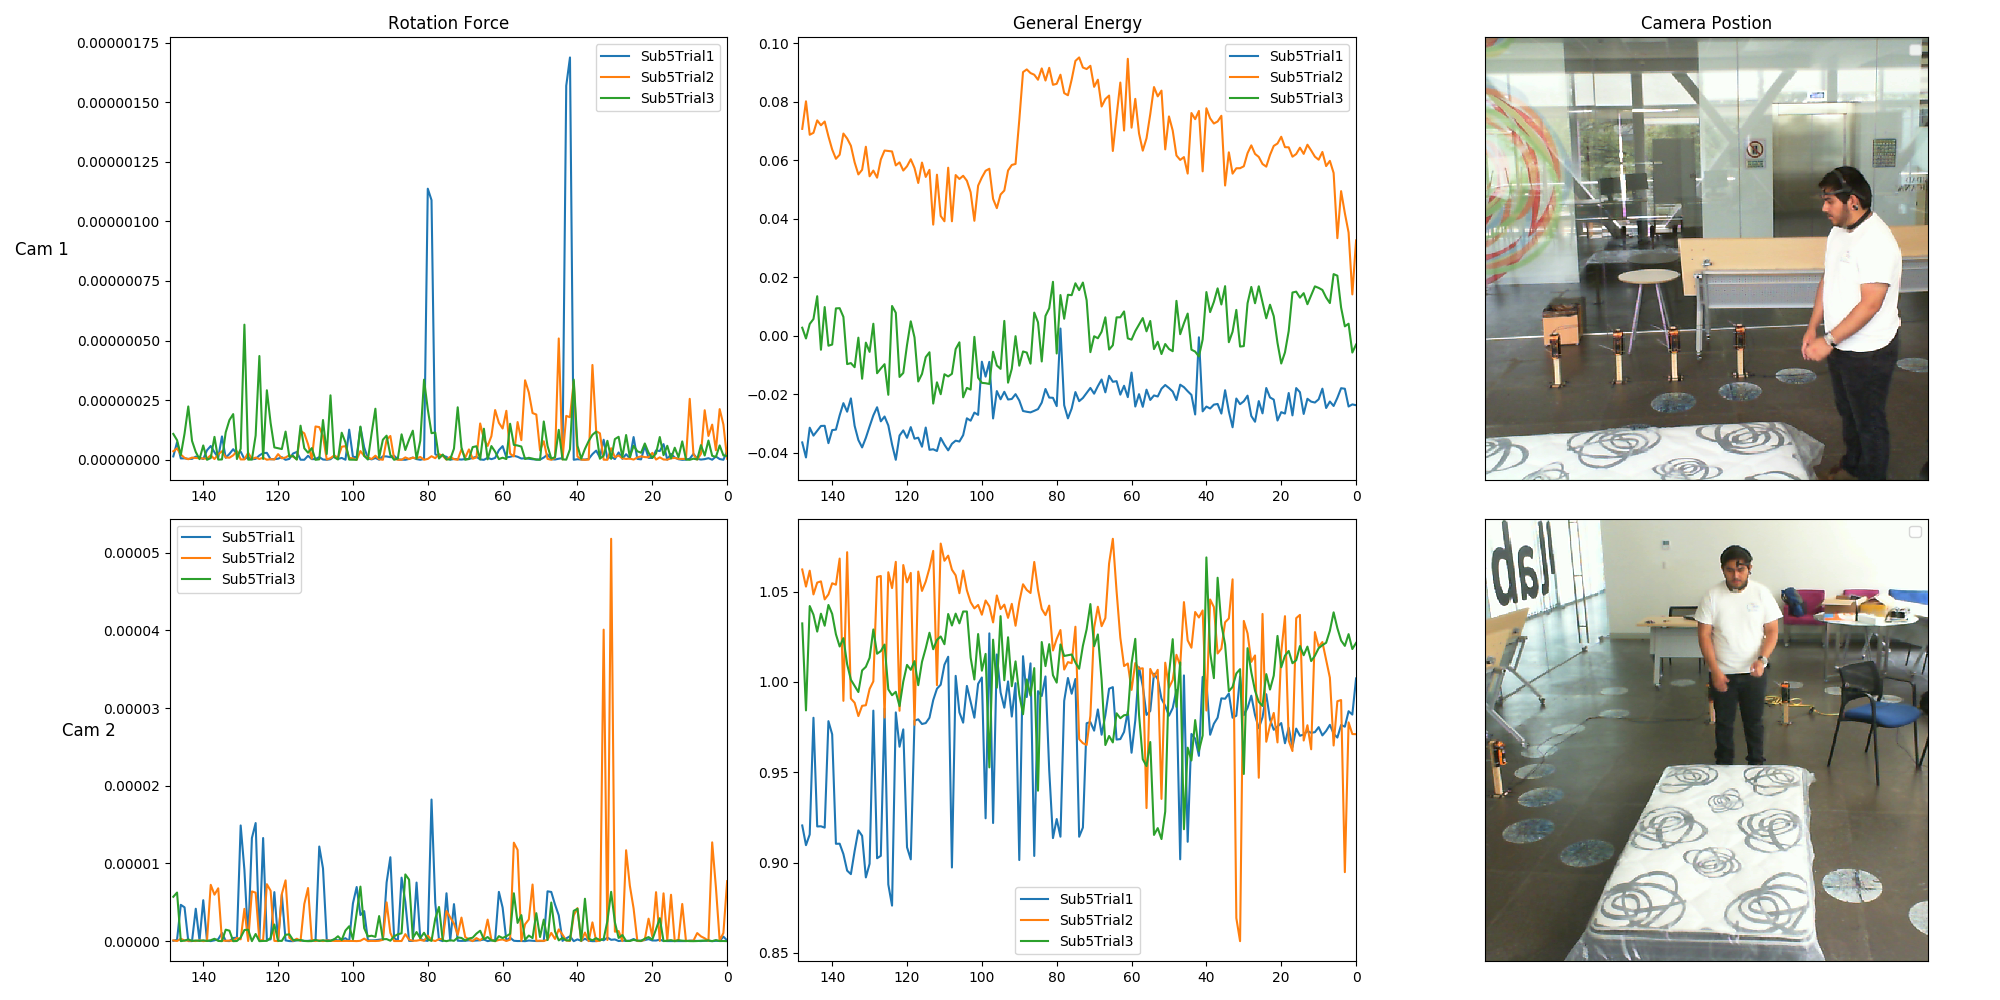 Rotation Force
General Energy
Camera Postion
Cam 1
0.00000175
0.00000150
0.00000125
0.00000100
0.00000075
0.00000050
0.00000025
0.00000000
140 120 100 80 60 40 20 0
Sub5Trial1
Sub5Trial2
Sub5Trial3
0.10
0.08
0.06
0.04
0.02
0.00
−0.02
−0.04
140 120 100 80 60 40 20 0
Sub5Trial1
Sub5Trial2
Sub5Trial3
Cam 2
0.00005
0.00004
0.00003
0.00002
0.00001
0.00000
140 120 100 80 60 40 20 0
Sub5Trial1
Sub5Trial2
Sub5Trial3
1.05
1.00
0.95
0.90
0.85
140 120 100 80 60 40 20 0
Sub5Trial1
Sub5Trial2
Sub5Trial3